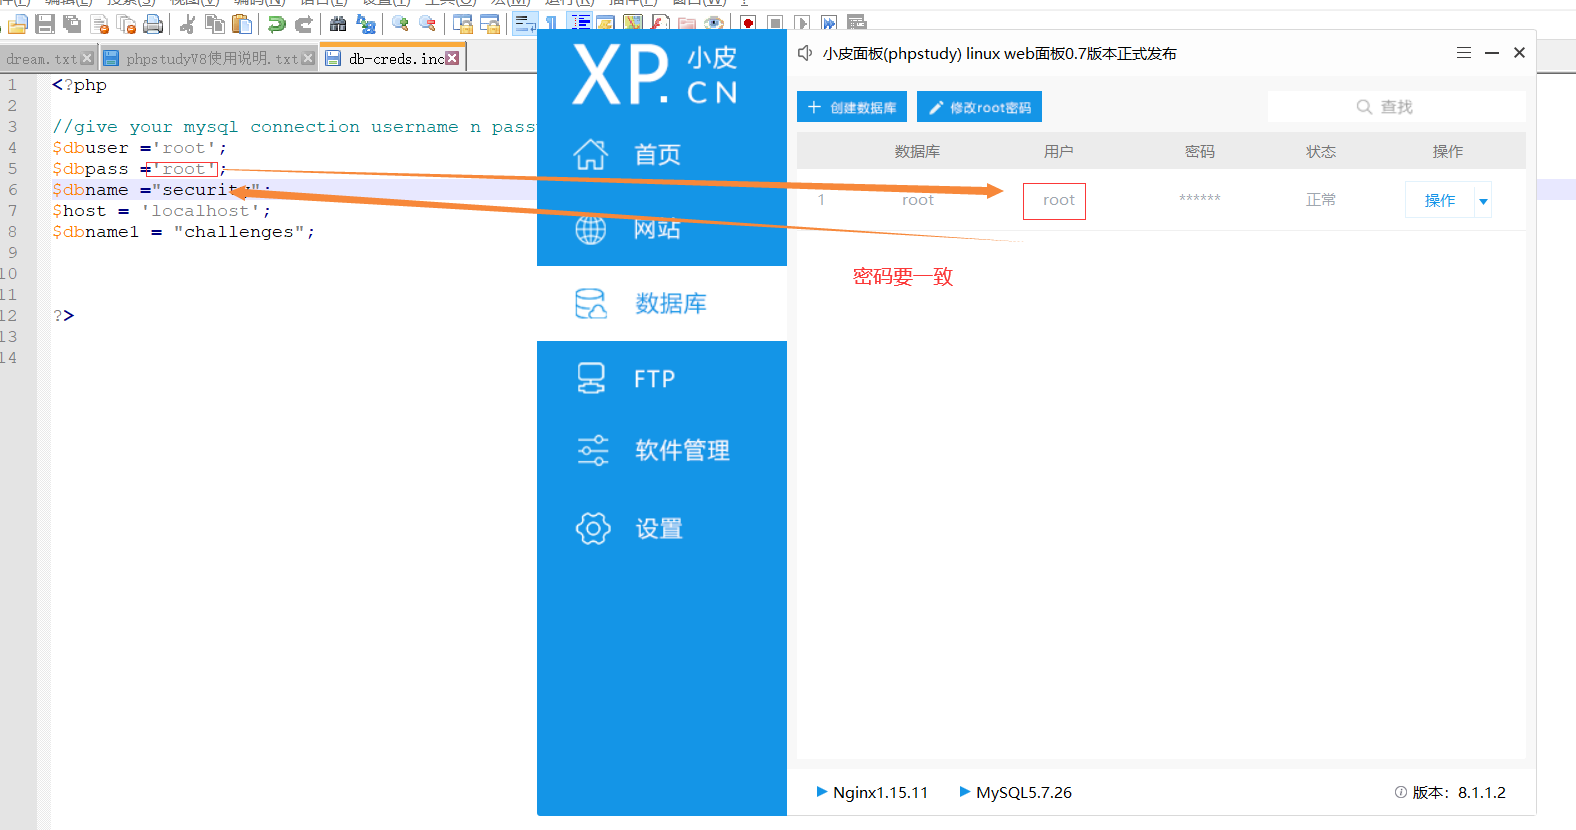 dream.txt
phpstudyV8使用说明.txt
db-creds.inc
1 <?php
2
3 //give your mysql connection username n pass
4 $dbuser ='root';
5 $dbpass ='root';
6 $dbname ="security";
7 $host = 'localhost';
8 $dbname1 = "challenges";
9
10
11
12 ?>
13
14
XP.CN 小皮
首页
网站
数据库
FTP
软件管理
设置
小皮面板(phpstudy) linux web面板0.7版本正式发布
创建数据库
修改root密码
查找
数据库 用户 密码 状态 操作
1 root root ****** 正常 操作
密码要一致
Nginx1.15.11 MySQL5.7.26 版本：8.1.1.2